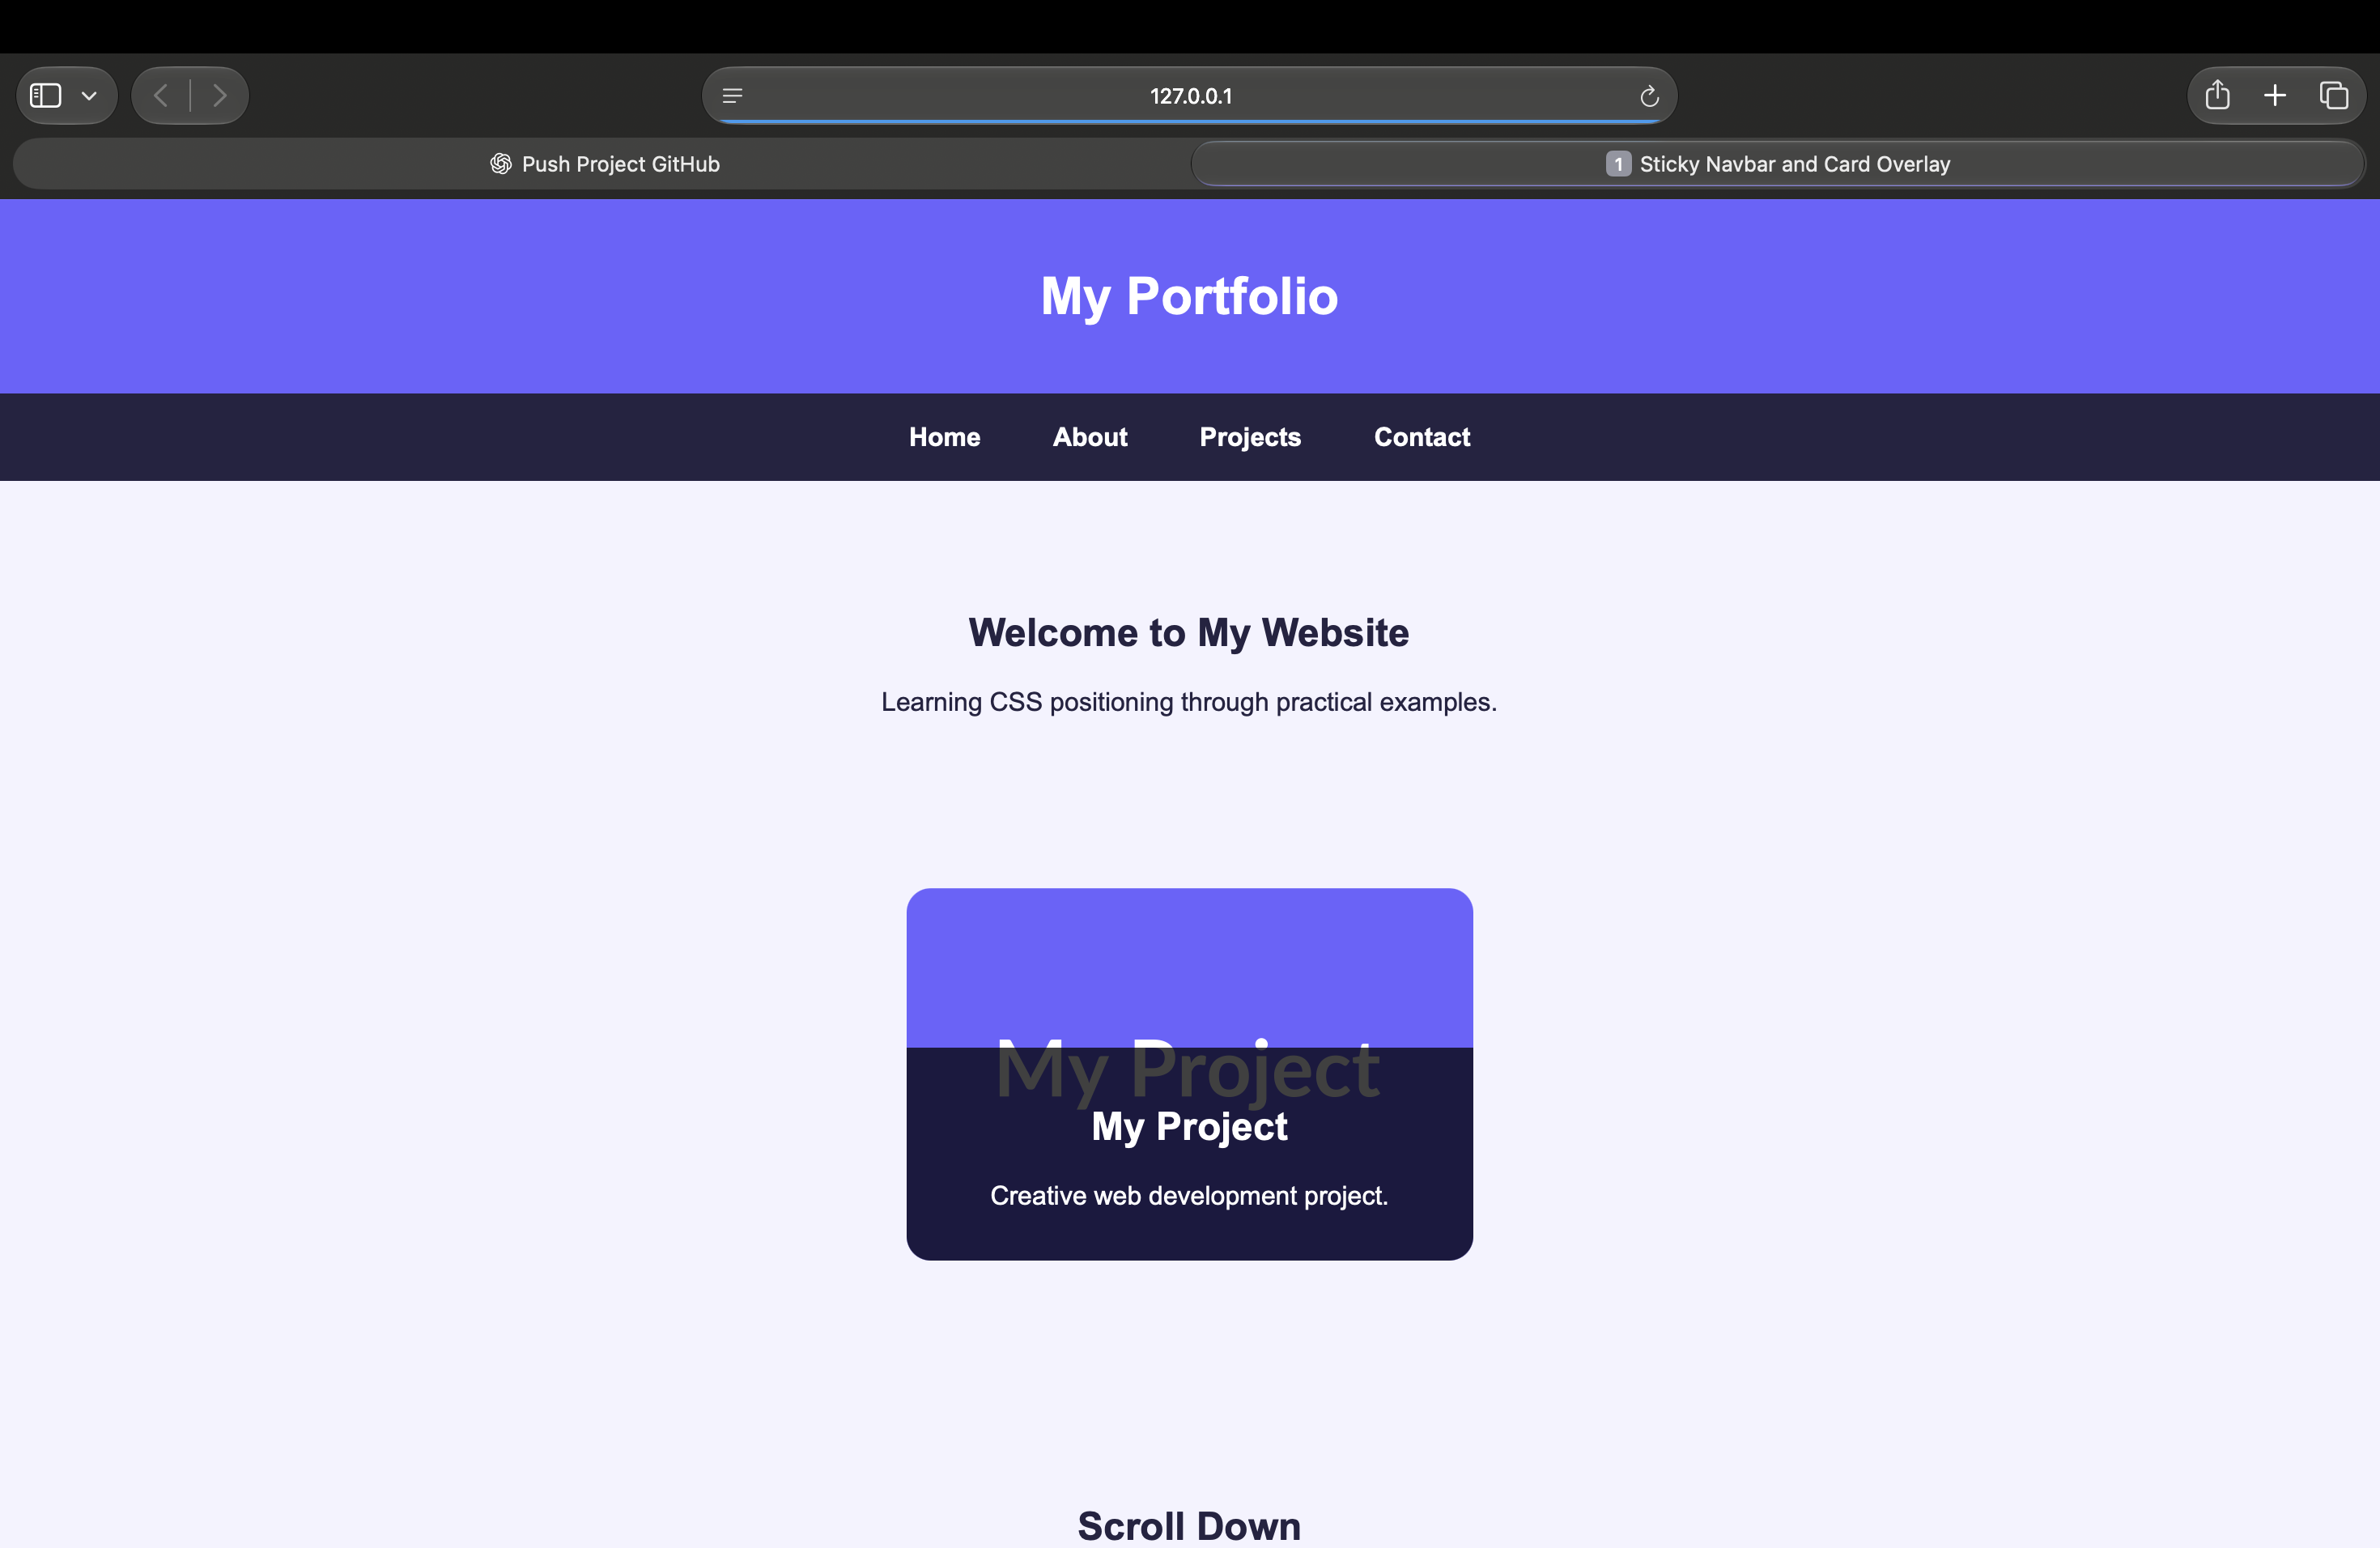 127.0.0.1
Push Project GitHub
1 Sticky Navbar and Card Overlay
My Portfolio
Home About Projects Contact
Welcome to My Website
Learning CSS positioning through practical examples.
My Project
My Project
Creative web development project.
Scroll Down